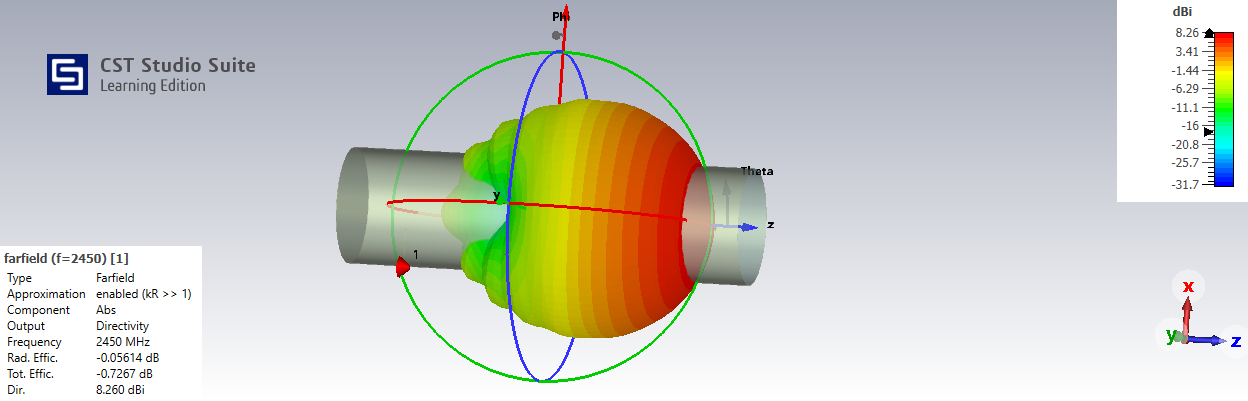 dBi
8.26
3.41
-1.44
-6.29
-11.1
-16
-20.8
-25.7
-31.7
CST Studio Suite
Learning Edition
Phi
Theta
y
z
1
farfield (f=2450) [1]
Type Farfield
Approximation enabled (kR >> 1)
Component Abs
Output Directivity
Frequency 2450 MHz
Rad. Effic. -0.05614 dB
Tot. Effic. -0.7267 dB
Dir. 8.260 dBi
x
y
z